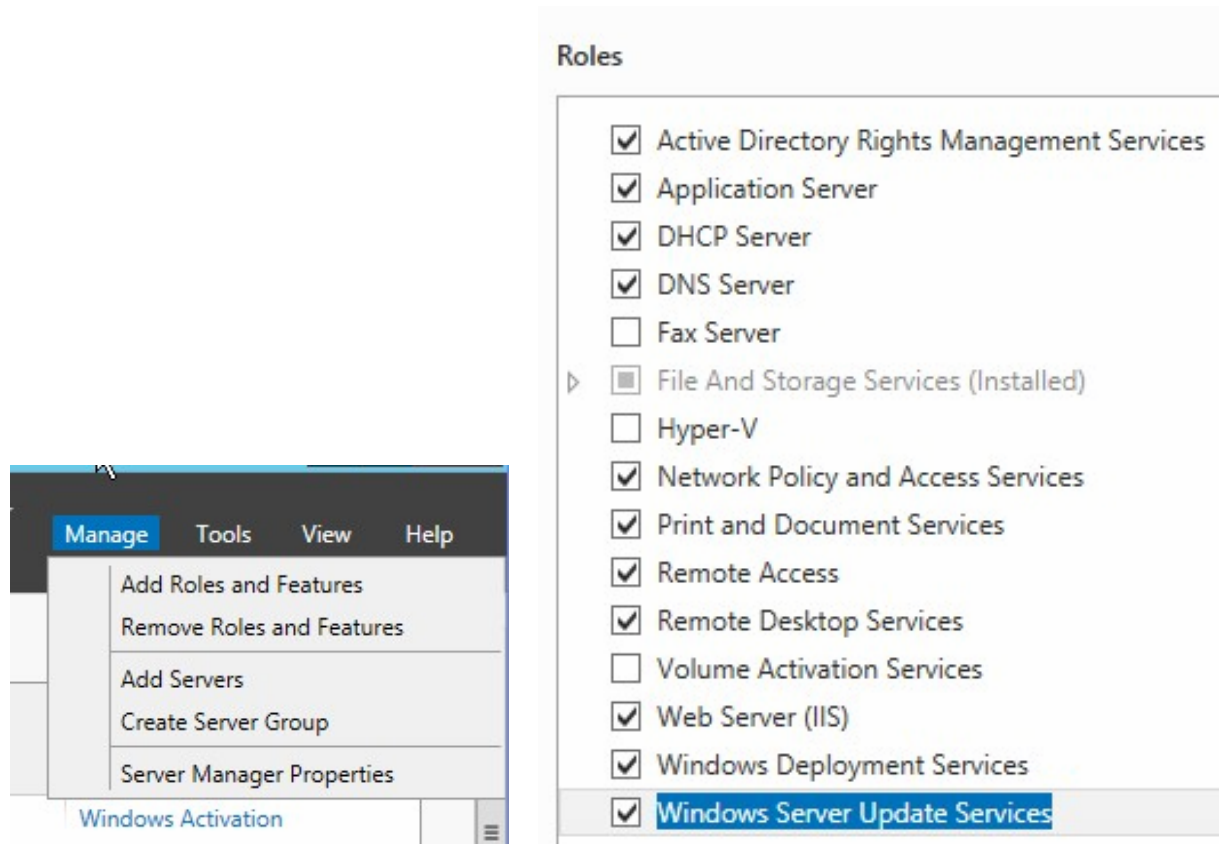 Roles
Active Directory Rights Management Services
Application Server
DHCP Server
DNS Server
Fax Server
File And Storage Services (Installed)
Hyper-V
Network Policy and Access Services
Print and Document Services
Remote Access
Remote Desktop Services
Volume Activation Services
Web Server (IIS)
Windows Deployment Services
Windows Server Update Services
Manage Tools View Help
Add Roles and Features
Remove Roles and Features
Add Servers
Create Server Group
Server Manager Properties
Windows Activation